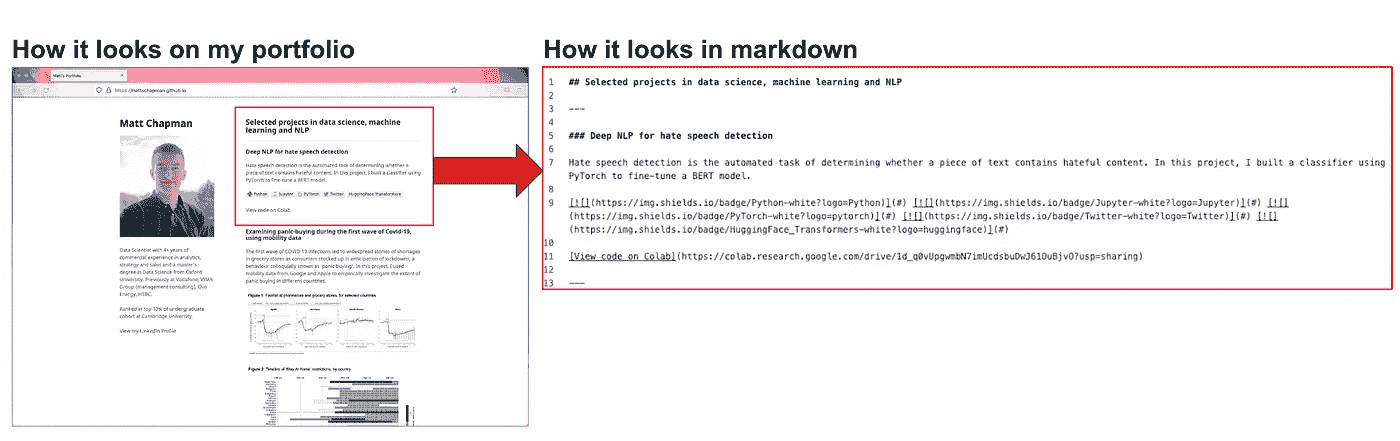 How it looks on my portfolio
Matt's Portfolio
https://mattschapman.github.io
Matt Chapman
Data Scientist with 4+ years of
commercial experience in analytics,
strategy and sales and a master's
degree in Data Science from Oxford
University. Previously at Vodafone, VIMA
Group (management consulting), Ovo
Energy, HSBC.
Ranked in top 10% of undergraduate
cohort at Cambridge University.
View my LinkedIn Profile
Selected projects in data science, machine
learning and NLP
Deep NLP for hate speech detection
Hate speech detection is the automated task of determining whether a
piece of text contains hateful content. In this project, I built a classifier using
PyTorch to fine-tune a BERT model.
Python Jupyter PyTorch Twitter HuggingFace Transformers
View code on Colab
Examining panic-buying during the first wave of Covid-19,
using mobility data
The first wave of COVID-19 infections led to widespread stories of shortages
in grocery stores as consumers stocked up in anticipation of lockdowns, a
behaviour colloquially known as 'panic buying'. In this project, I used
mobility data from Google and Apple to empirically investigate the extent of
panic buying in different countries.
Figure 1: Footfall at pharmacies and grocery stores, for selected countries
Figure 2: Timeline of 'Stay At Home' restrictions, by country
How it looks in markdown
1 ## Selected projects in data science, machine learning and NLP
2
3 ---
4
5 ### Deep NLP for hate speech detection
6
7 Hate speech detection is the automated task of determining whether a piece of text contains hateful content. In this project, I built a classifier using
PyTorch to fine-tune a BERT model.
8
9 [![](https://img.shields.io/badge/Python-white?logo=Python)](#) [![](https://img.shields.io/badge/Jupyter-white?logo=Jupyter)](#) [![]
(https://img.shields.io/badge/PyTorch-white?logo=pytorch)](#) [![](https://img.shields.io/badge/Twitter-white?logo=Twitter)](#) [![]
(https://img.shields.io/badge/HuggingFace_Transformers-white?logo=huggingface)](#)
10
11 [View code on Colab](https://colab.research.google.com/drive/1d_q0vUpgwmbN7imUcdsbuDwJ61OuBjvO?usp=sharing)
12
13 ---